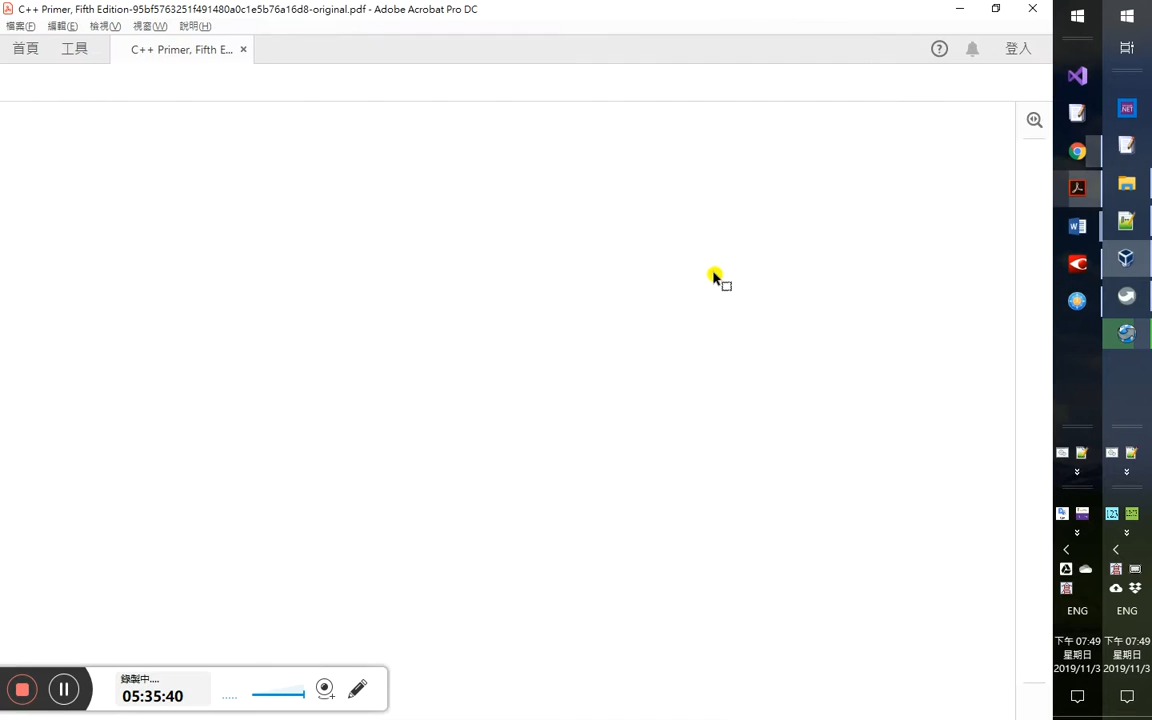 C++ Primer, Fifth Edition-95bf5763251f491480a0c1e5b76a16d8-original.pdf - Adobe Acrobat Pro DC
檔案(F) 編輯(E) 檢視(V) 視窗(W) 說明(H)
首頁 工具 C++ Primer, Fifth E... × 登入
NET
錄製中....
05:35:40
ENG ENG
下午 07:49 下午 07:49
星期日 星期日
2019/11/3 2019/11/3